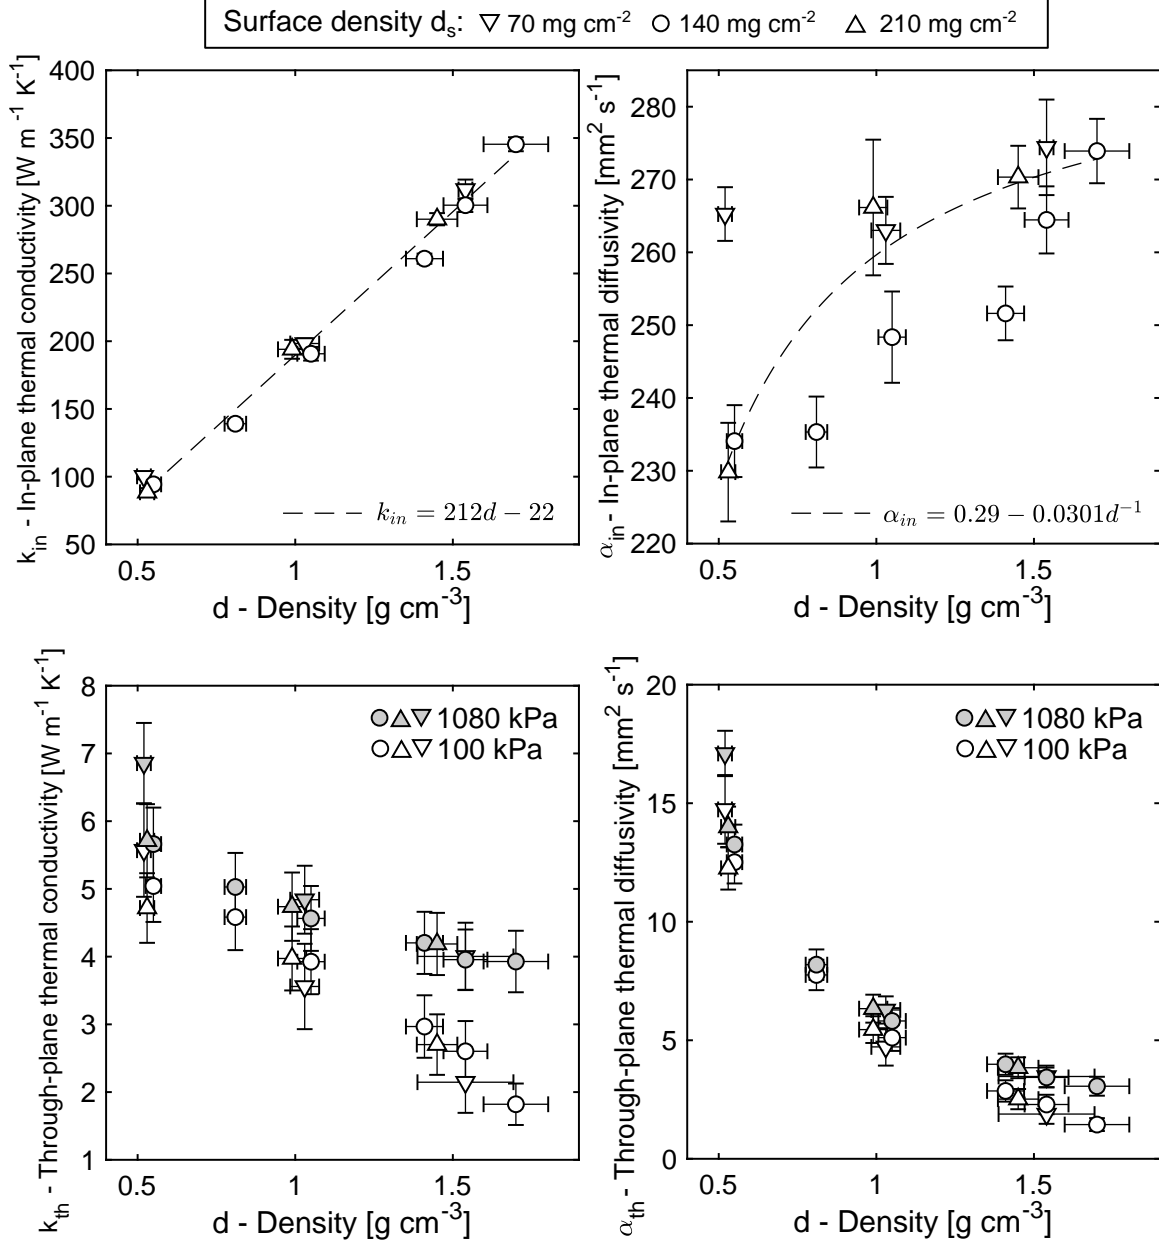 Surface density dₛ: ▽ 70 mg cm⁻² ○ 140 mg cm⁻² △ 210 mg cm⁻²
kᵢₙ - In-plane thermal conductivity [W m⁻¹ K⁻¹]
400
350
300
250
200
150
100
50
0.5 1 1.5
d - Density [g cm⁻³]
kᵢₙ = 212d − 22
αᵢₙ - In-plane thermal diffusivity [mm² s⁻¹]
280
270
260
250
240
230
220
0.5 1 1.5
d - Density [g cm⁻³]
αᵢₙ = 0.29 − 0.0301d⁻¹
kₜₕ - Through-plane thermal conductivity [W m⁻¹ K⁻¹]
8
7
6
5
4
3
2
1
0.5 1 1.5
d - Density [g cm⁻³]
1080 kPa
100 kPa
αₜₕ - Through-plane thermal diffusivity [mm² s⁻¹]
20
15
10
5
0
0.5 1 1.5
d - Density [g cm⁻³]
1080 kPa
100 kPa